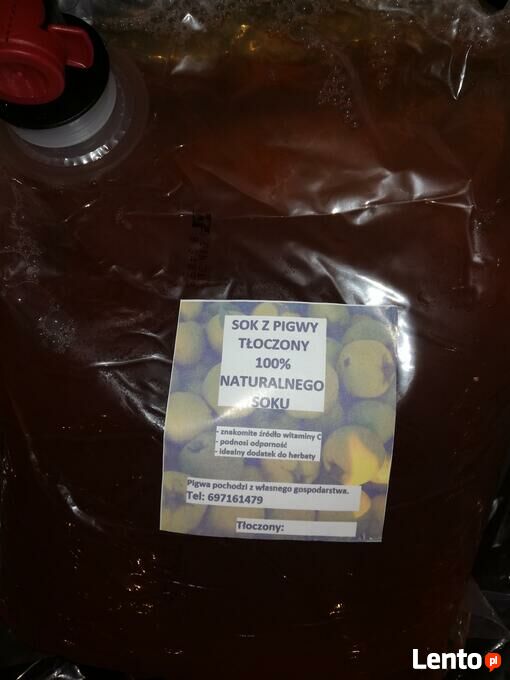 SOK Z PIGWY
TŁOCZONY
100%
NATURALNEGO
SOKU
- znakomite źródło witaminy C
- podnosi odporność
- idealny dodatek do herbaty
Pigwa pochodzi z własnego gospodarstwa.
Tel: 697161479
Tłoczony:
Lento.pl